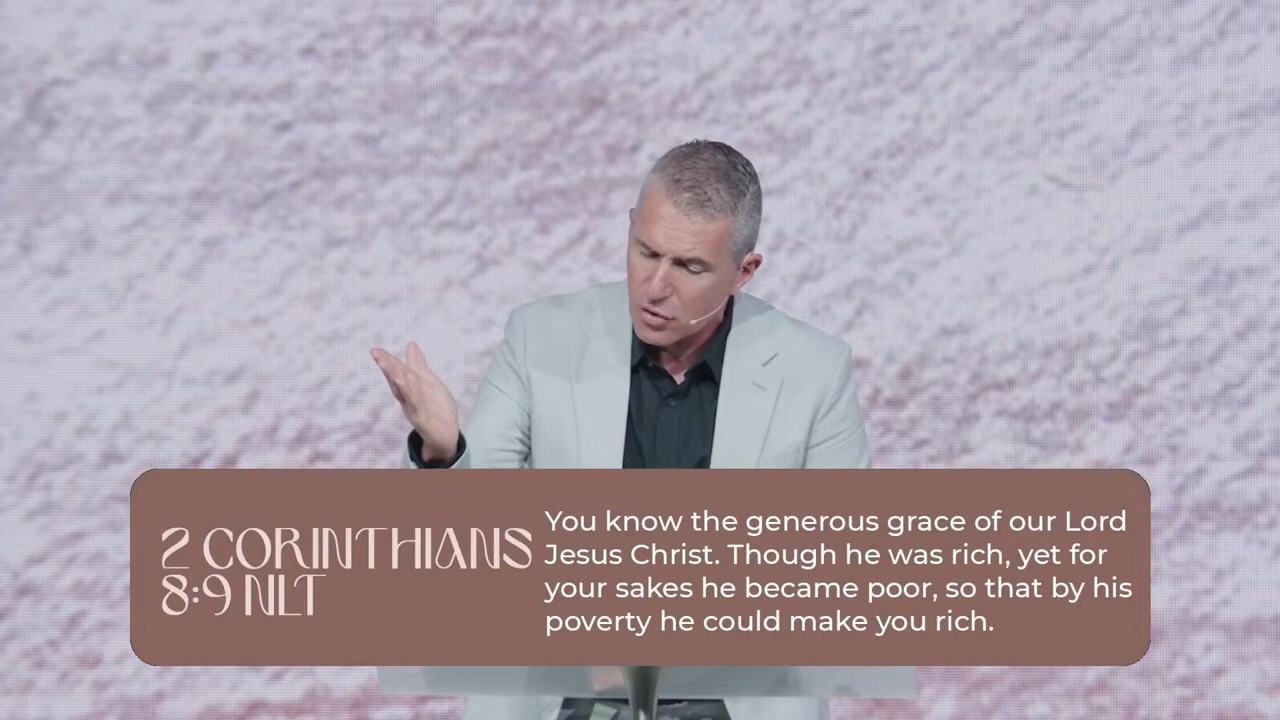 2 CORINTHIANS
8:9 NLT
You know the generous grace of our Lord
Jesus Christ. Though he was rich, yet for
your sakes he became poor, so that by his
poverty he could make you rich.